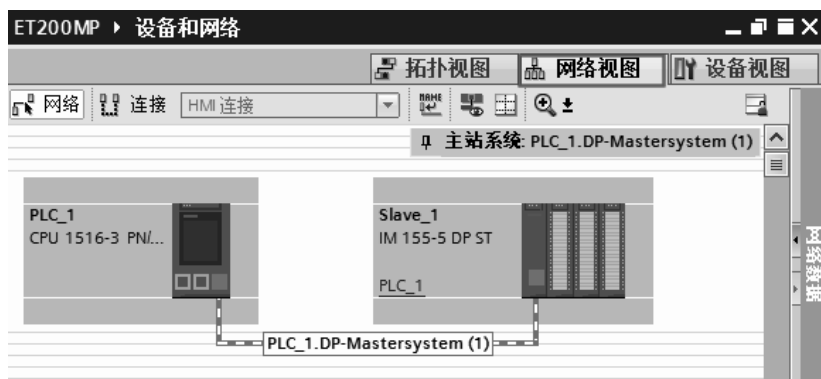 ET200MP ▸ 设备和网络
拓扑视图 网络视图 设备视图
网络 连接 HMI 连接
主站系统: PLC_1.DP-Mastersystem (1)
PLC_1
CPU 1516-3 PN/...
Slave_1
IM 155-5 DP ST
PLC_1
PLC_1.DP-Mastersystem (1)
网络数据